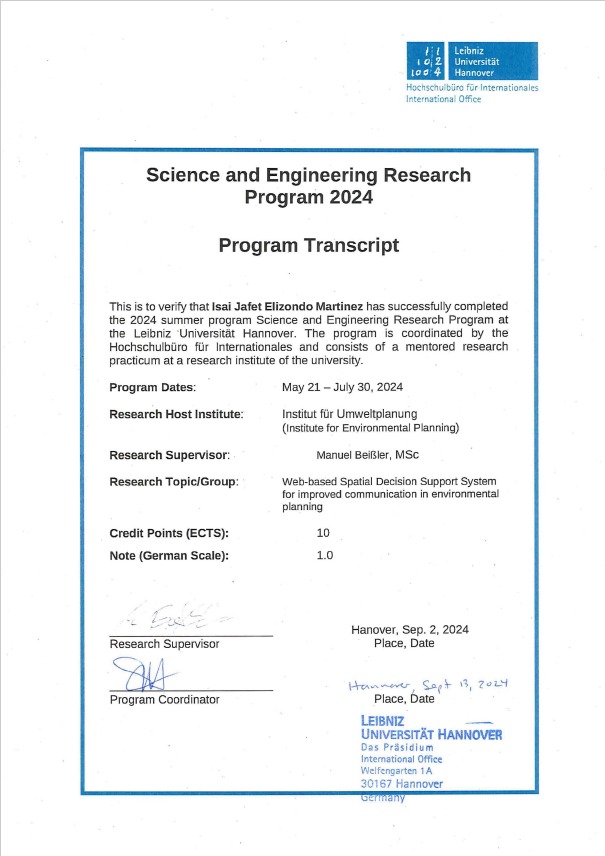 Leibniz
Universität
Hannover
Hochschulbüro für Internationales
International Office
Science and Engineering Research
Program 2024
Program Transcript
This is to verify that Isai Jafet Elizondo Martinez has successfully completed
the 2024 summer program Science and Engineering Research Program at
the Leibniz Universität Hannover. The program is coordinated by the
Hochschulbüro für Internationales and consists of a mentored research
practicum at a research institute of the university.
Program Dates: May 21 – July 30, 2024
Research Host Institute: Institut für Umweltplanung
(Institute for Environmental Planning)
Research Supervisor: Manuel Beißler, MSc
Research Topic/Group: Web-based Spatial Decision Support System
for improved communication in environmental
planning
Credit Points (ECTS): 10
Note (German Scale): 1.0
Hanover, Sep. 2, 2024
Research Supervisor Place, Date
Hannover, Sept 13, 2024
Program Coordinator Place, Date
LEIBNIZ
UNIVERSITÄT HANNOVER
Das Präsidium
International Office
Welfengarten 1A
30167 Hannover
Germany